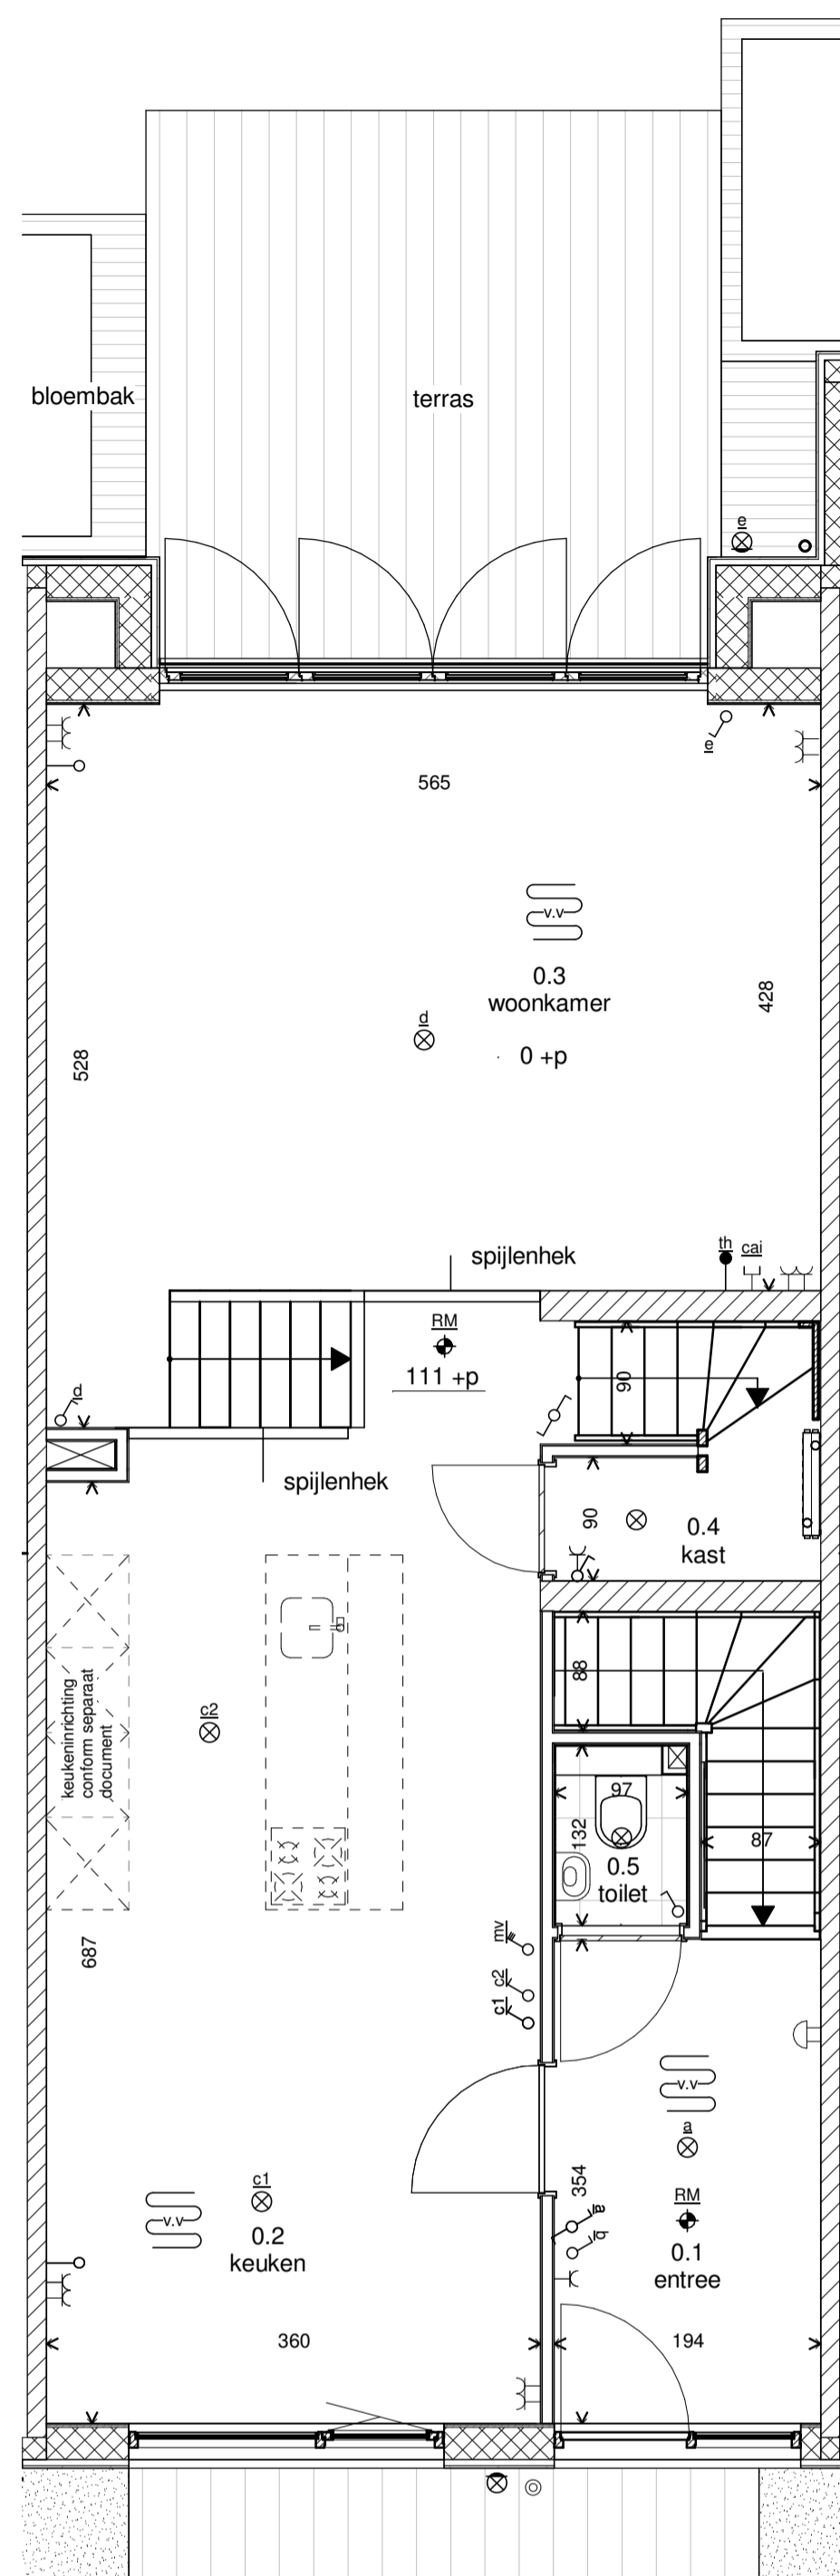 bloembak
terras
e
e
565
v.v
0.3
woonkamer
428
d
0 +p
528
th
cai
spijlenhek
RM
111 +p
90
d
spijlenhek
90
0.4
kast
keukeninrichting
conform separaat
document
88
c2
97
132
0.5
toilet
87
mv
c2
c1
687
v.v
a
354
RM
c1
v.v
a
b
0.1
entree
0.2
keuken
360
194